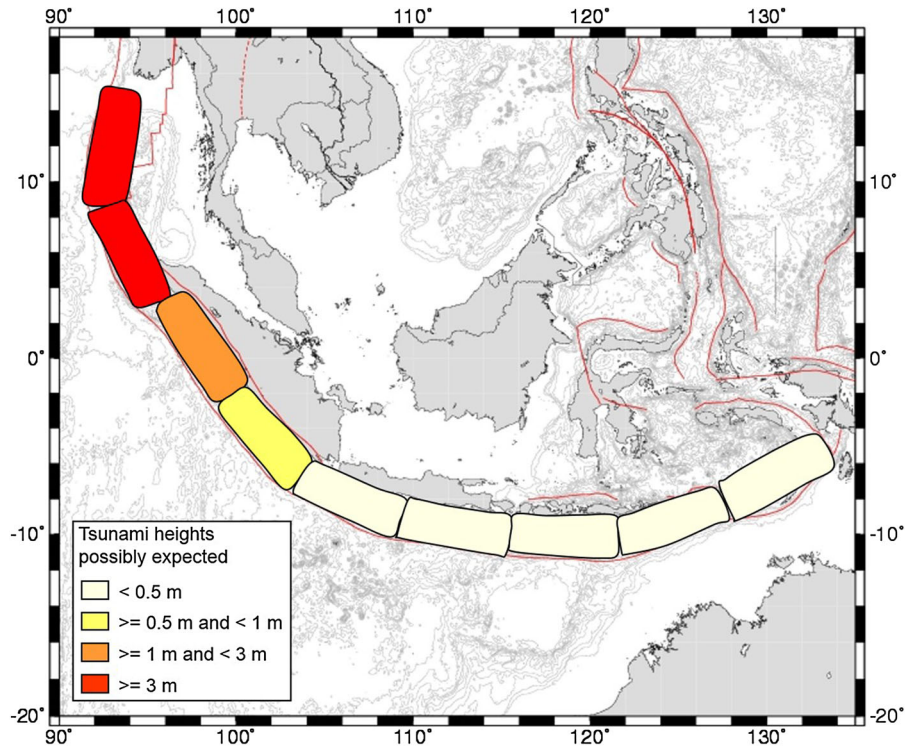 90° 100° 110° 120° 130°
10° 10°
0° 0°
-10° -10°
Tsunami heights
possibly expected
< 0.5 m
>= 0.5 m and < 1 m
>= 1 m and < 3 m
>= 3 m
-20° -20°
90° 100° 110° 120° 130°